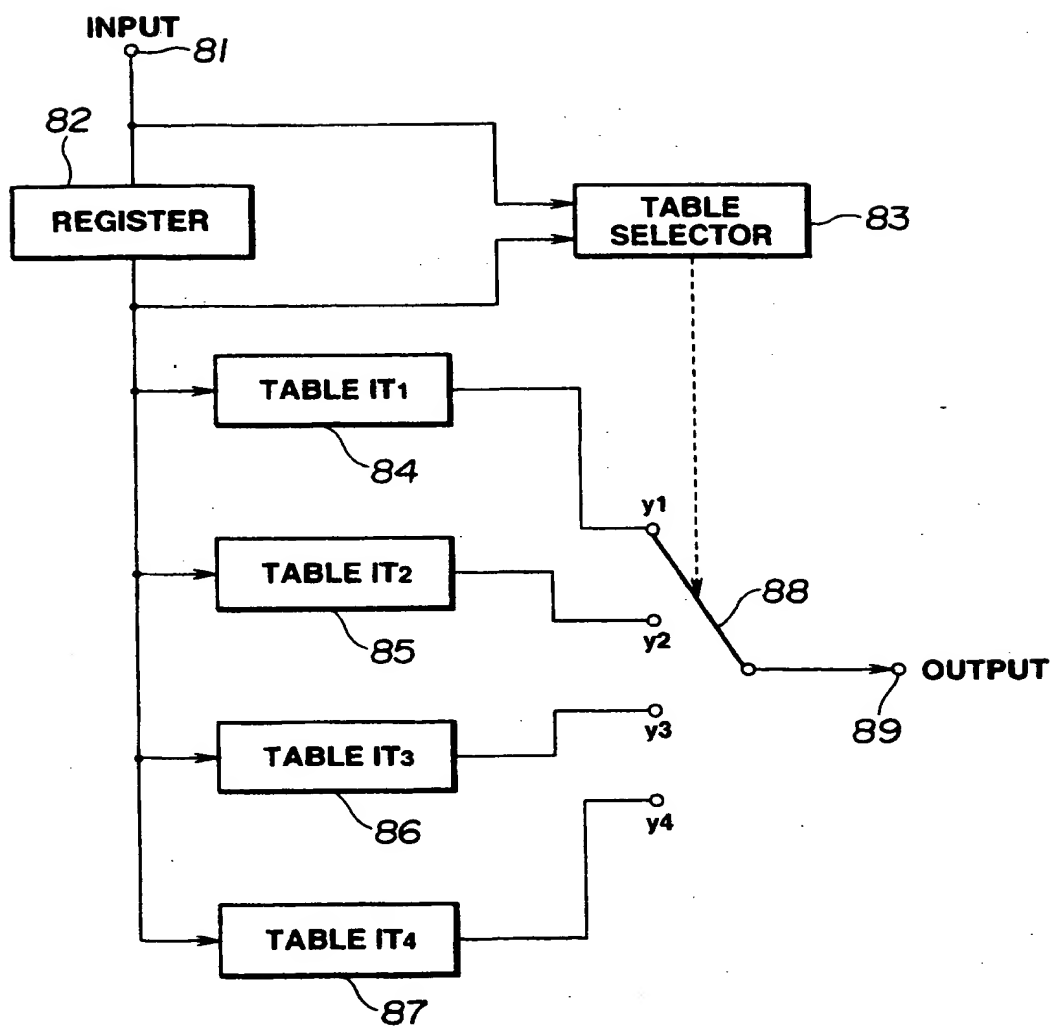 INPUT
81
82
REGISTER
TABLE
SELECTOR
83
TABLE IT1
84
y1
TABLE IT2
85
y2
88
OUTPUT
89
TABLE IT3
86
y3
y4
TABLE IT4
87